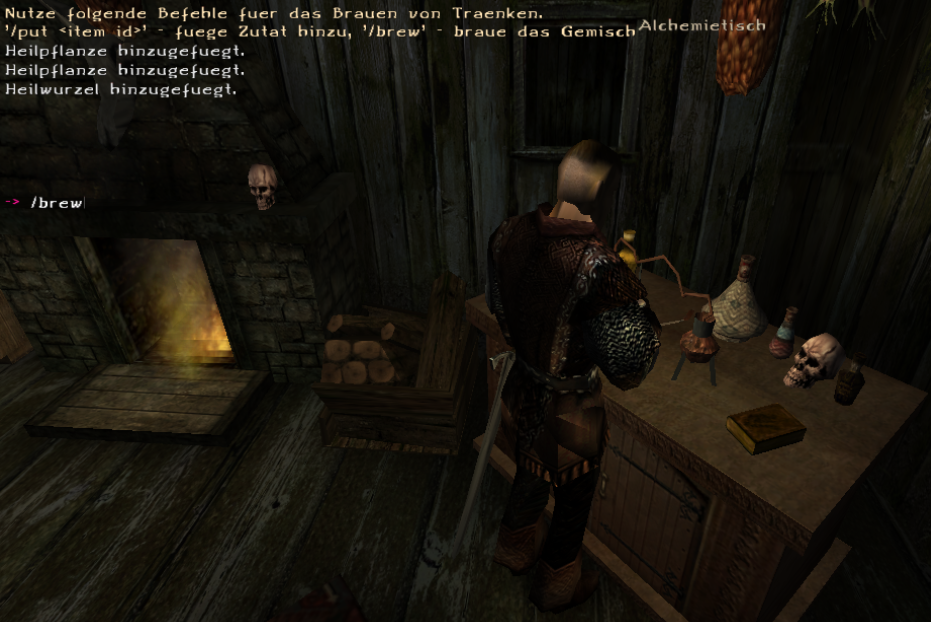 Nutze folgende Befehle fuer das Brauen von Traenken.
'/put <item id>' - fuege Zutat hinzu, '/brew' - braue das Gemisch
Alchemietisch
Heilpflanze hinzugefuegt.
Heilpflanze hinzugefuegt.
Heilwurzel hinzugefuegt.
-> /brew